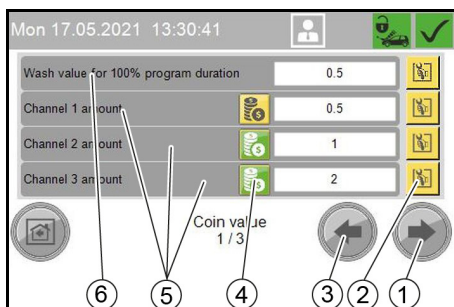 Mon 17.05.2021 13:30:41
Wash value for 100% program duration 0.5
Channel 1 amount 0.5
Channel 2 amount 1
Channel 3 amount 2
Coin value
1 / 3
6 5 4 3 2 1